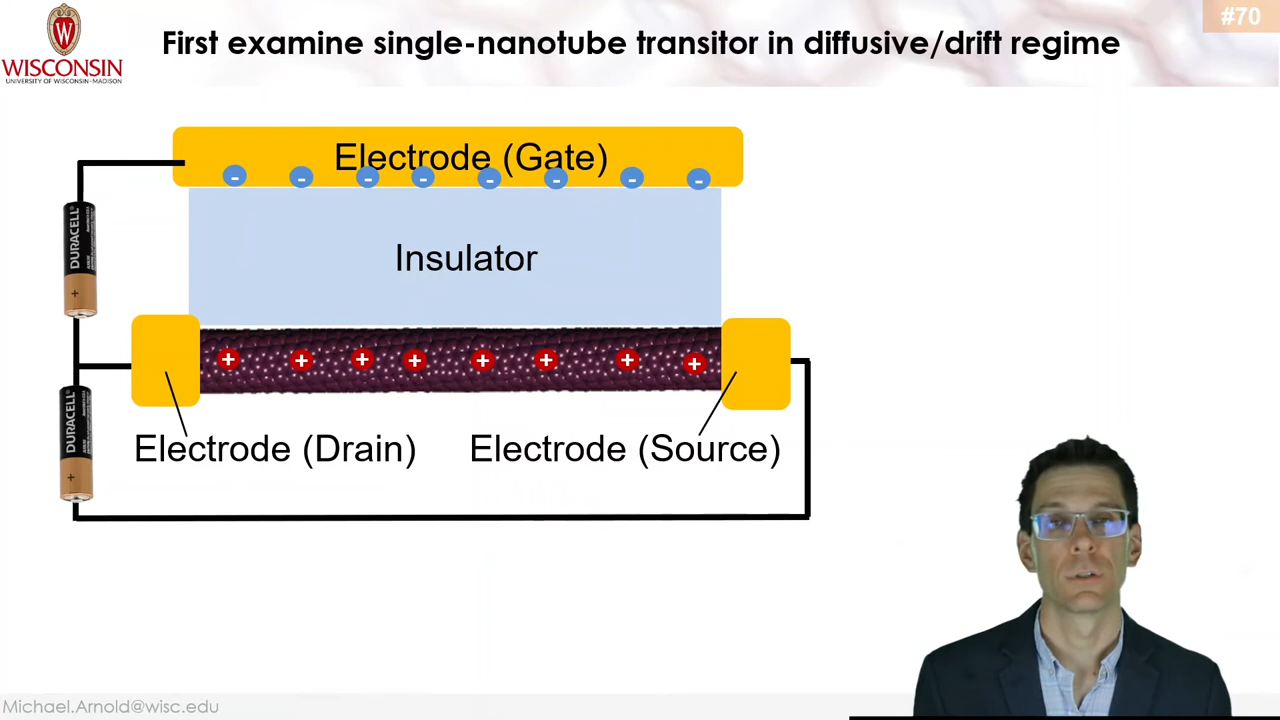 #70
First examine single-nanotube transitor in diffusive/drift regime
W
WISCONSIN
UNIVERSITY OF WISCONSIN-MADISON
Electrode (Gate)
- - - - - - - -
DURACELL
+
Insulator
+ + + + + + + +
DURACELL
+
Electrode (Drain) Electrode (Source)
Michael.Arnold@wisc.edu